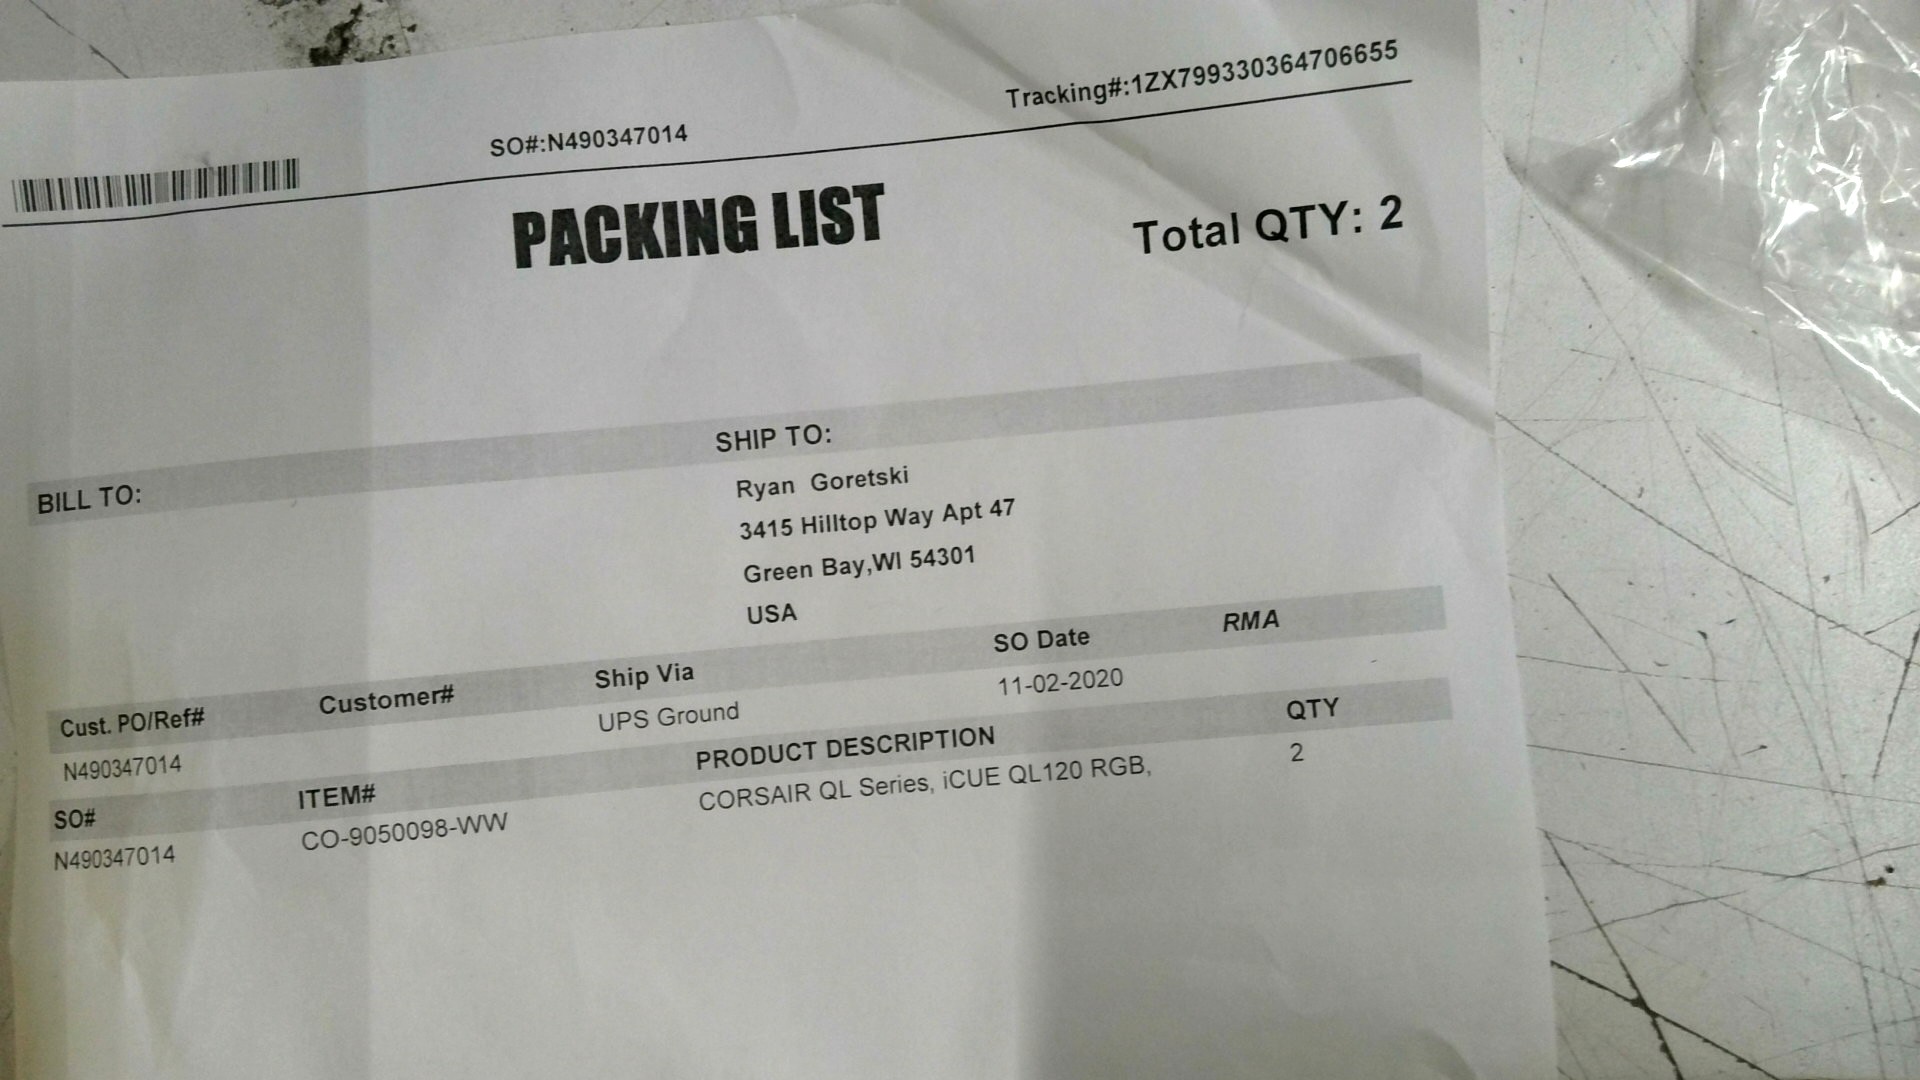 SO#:N490347014
Tracking#:1ZX799330364706655
PACKING LIST
Total QTY: 2
BILL TO:
SHIP TO:
Ryan Goretski
3415 Hilltop Way Apt 47
Green Bay,WI 54301
USA
Cust. PO/Ref# Customer# Ship Via SO Date RMA
N490347014 UPS Ground 11-02-2020
SO# ITEM# PRODUCT DESCRIPTION QTY
N490347014 CO-9050098-WW CORSAIR QL Series, iCUE QL120 RGB, 2